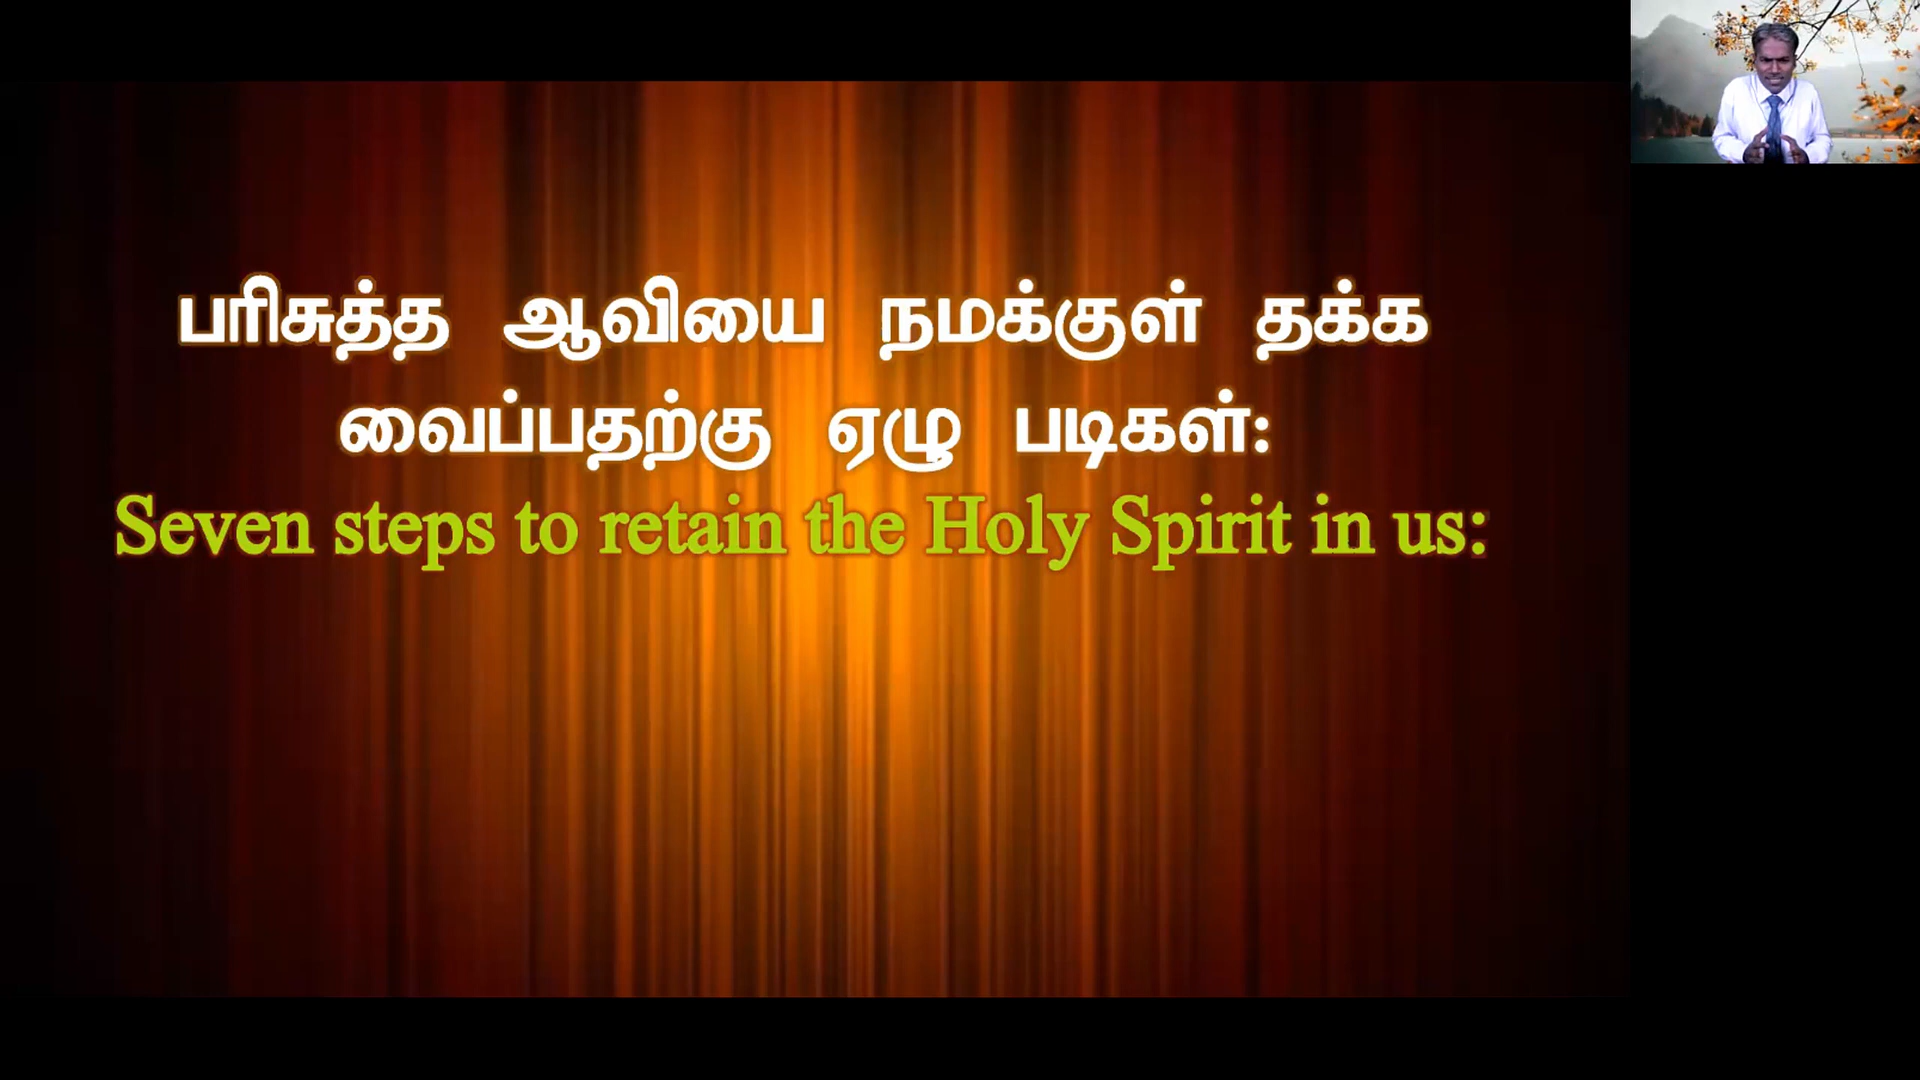 பரிசுத்த ஆவியை நமக்குள் தக்க
வைப்பதற்கு ஏழு படிகள்:
Seven steps to retain the Holy Spirit in us: